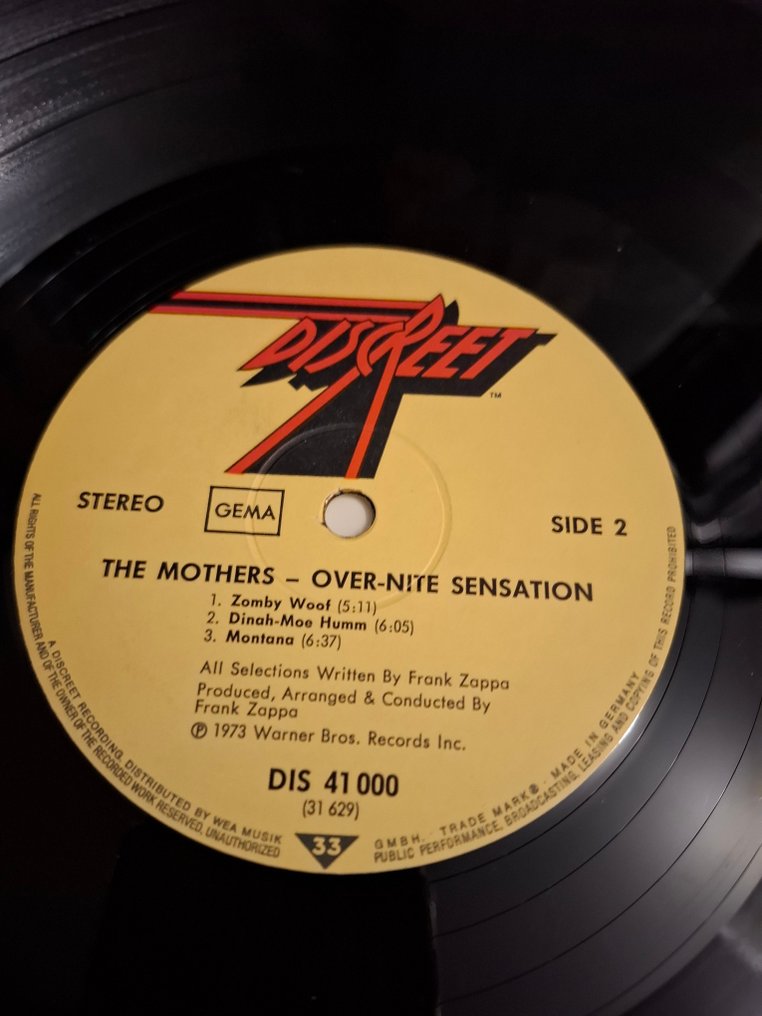 DISCREET
TM
STEREO
GEMA
SIDE 2
THE MOTHERS – OVER-NITE SENSATION
1. Zomby Woof (5:11)
2. Dinah-Moe Humm (6:05)
3. Montana (6:37)
All Selections Written By Frank Zappa
Produced, Arranged & Conducted By
Frank Zappa
℗ 1973 Warner Bros. Records Inc.
DIS 41 000
(31 629)
33
A DISCREET RECORDING, DISTRIBUTED BY WEA MUSIK GMBH. · TRADE MARK® · MADE IN GERMANY
ALL RIGHTS OF THE MANUFACTURER AND OF THE OWNER OF THE RECORDED WORK RESERVED, UNAUTHORIZED PUBLIC PERFORMANCE, BROADCASTING, LEASING AND COPYING OF THIS RECORD PROHIBITED